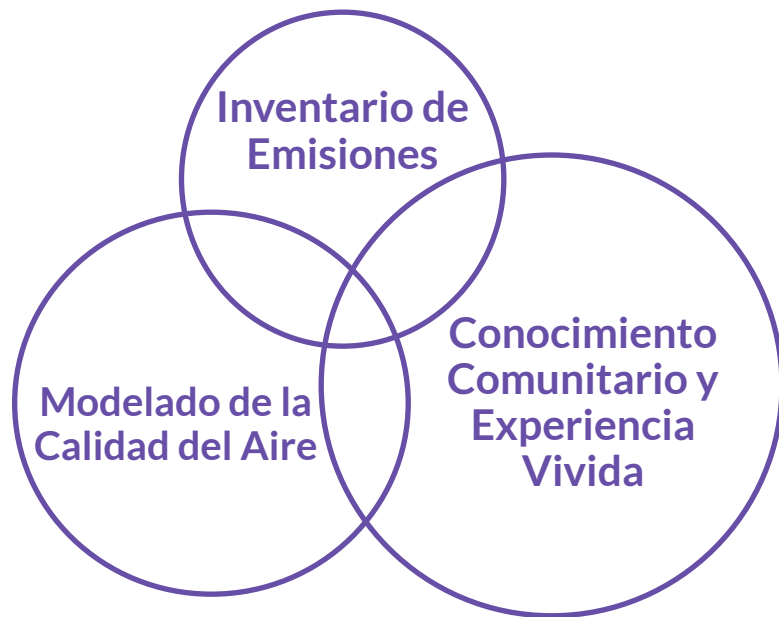 Inventario de
Emisiones
Modelado de la
Calidad del Aire
Conocimiento
Comunitario y
Experiencia
Vivida